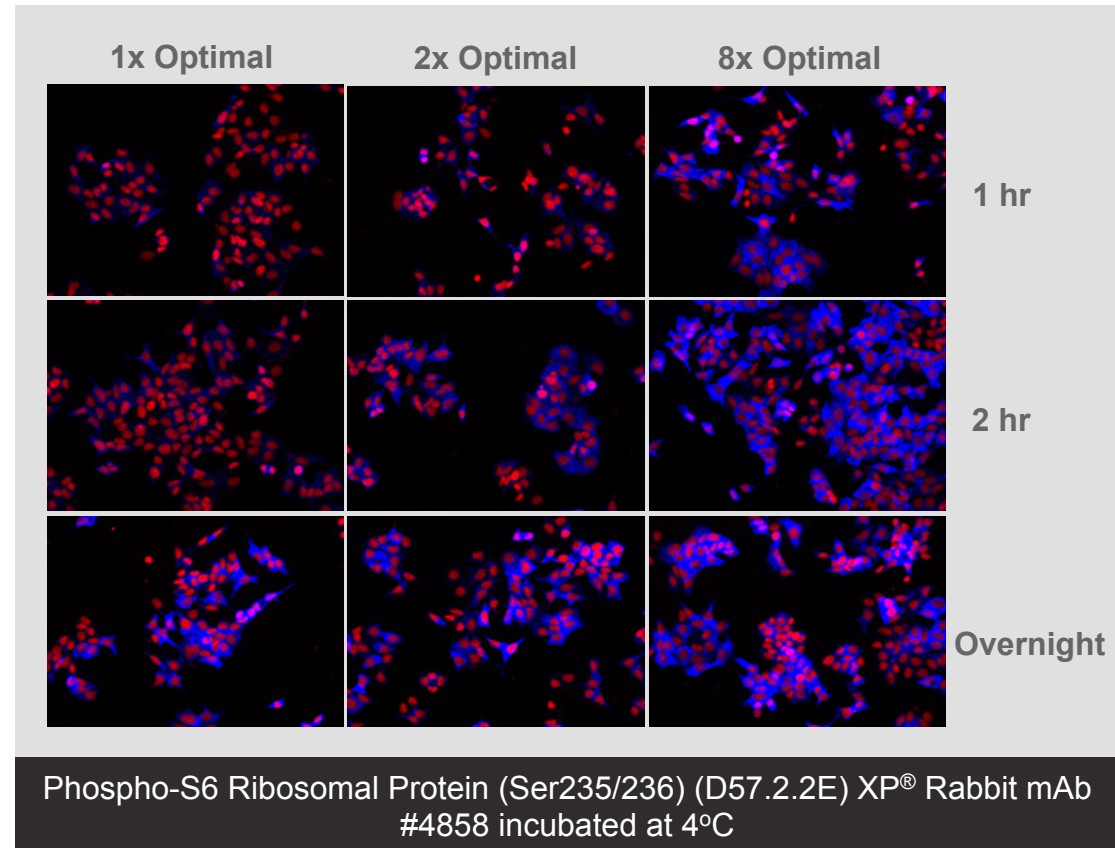 1x Optimal 2x Optimal 8x Optimal
1 hr
2 hr
Overnight
Phospho-S6 Ribosomal Protein (Ser235/236) (D57.2.2E) XP® Rabbit mAb
#4858 incubated at 4ºC